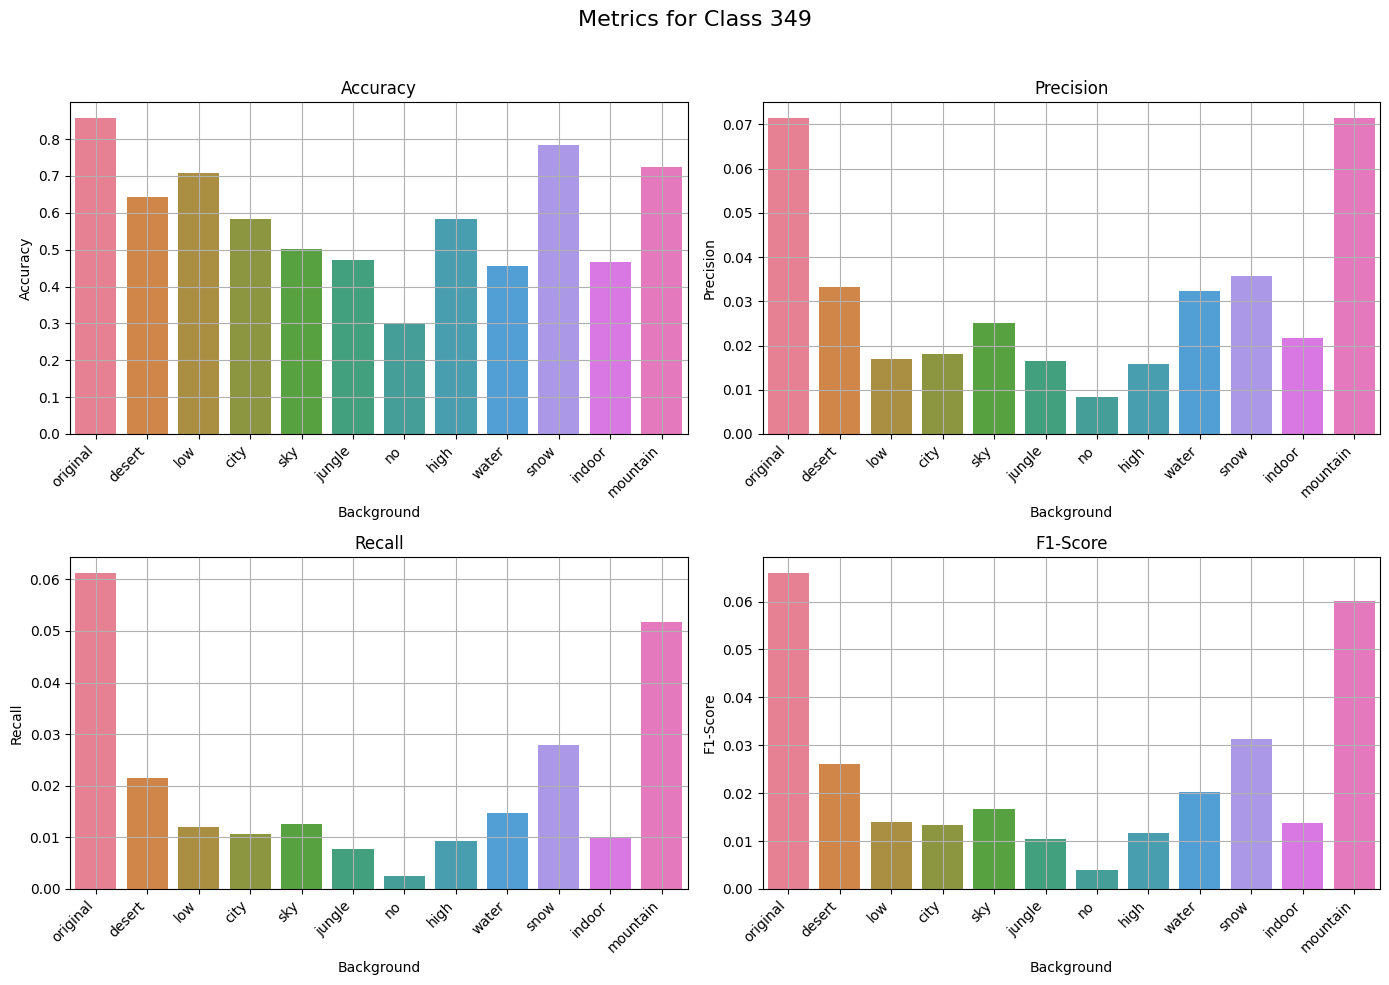 Metrics for Class 349
Accuracy
Accuracy
0.8
0.7
0.6
0.5
0.4
0.3
0.2
0.1
0.0
original
desert
low
city
sky
jungle
no
high
water
snow
indoor
mountain
Background
Precision
Precision
0.07
0.06
0.05
0.04
0.03
0.02
0.01
0.00
original
desert
low
city
sky
jungle
no
high
water
snow
indoor
mountain
Background
Recall
Recall
0.06
0.05
0.04
0.03
0.02
0.01
0.00
original
desert
low
city
sky
jungle
no
high
water
snow
indoor
mountain
Background
F1-Score
F1-Score
0.06
0.05
0.04
0.03
0.02
0.01
0.00
original
desert
low
city
sky
jungle
no
high
water
snow
indoor
mountain
Background